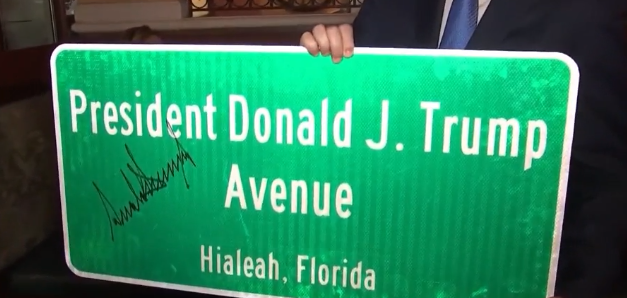 President Donald J. Trump
Avenue
Hialeah, Florida